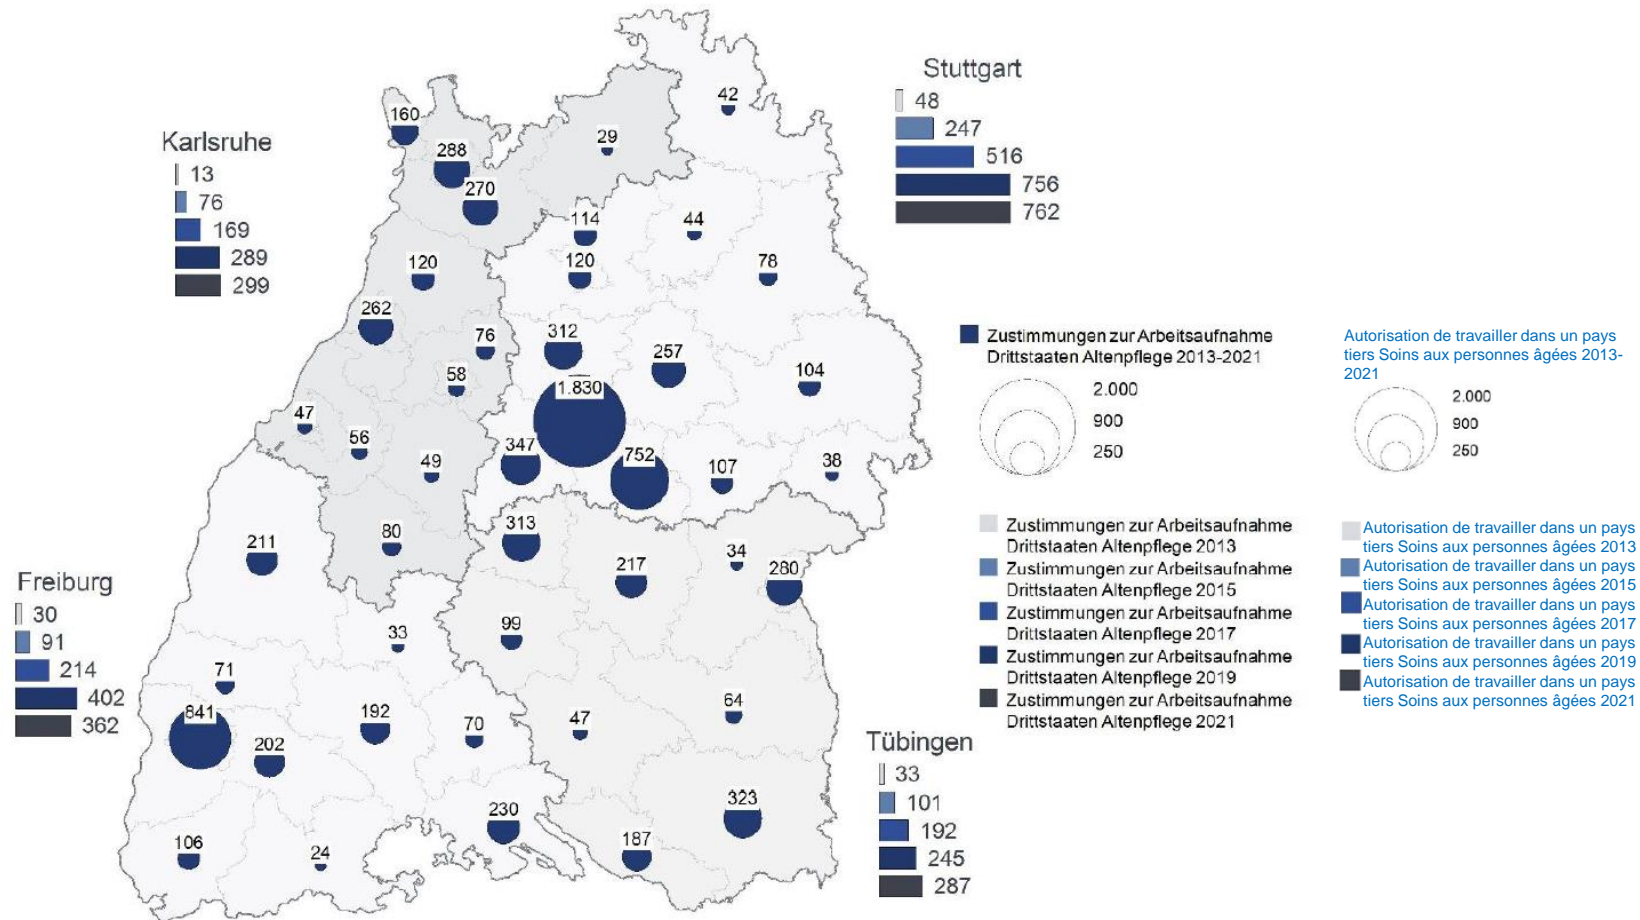 Stuttgart
48
247
516
756
762
Karlsruhe
13
76
169
289
299
42
160
29
288
270
114
44
120
78
120
262
312
76
257
58
104
1.830
47
56
347
752
49
107
38
80
313
211
217
34
280
99
33
71
841
192
202
70
64
47
230
323
187
106
24
Freiburg
30
91
214
402
362
Tübingen
33
101
192
245
287
Zustimmungen zur Arbeitsaufnahme
Drittstaaten Altenpflege 2013-2021
2.000
900
250
Zustimmungen zur Arbeitsaufnahme
Drittstaaten Altenpflege 2013
Zustimmungen zur Arbeitsaufnahme
Drittstaaten Altenpflege 2015
Zustimmungen zur Arbeitsaufnahme
Drittstaaten Altenpflege 2017
Zustimmungen zur Arbeitsaufnahme
Drittstaaten Altenpflege 2019
Zustimmungen zur Arbeitsaufnahme
Drittstaaten Altenpflege 2021
Autorisation de travailler dans un pays
tiers Soins aux personnes âgées 2013-
2021
2.000
900
250
Autorisation de travailler dans un pays
tiers Soins aux personnes âgées 2013
Autorisation de travailler dans un pays
tiers Soins aux personnes âgées 2015
Autorisation de travailler dans un pays
tiers Soins aux personnes âgées 2017
Autorisation de travailler dans un pays
tiers Soins aux personnes âgées 2019
Autorisation de travailler dans un pays
tiers Soins aux personnes âgées 2021